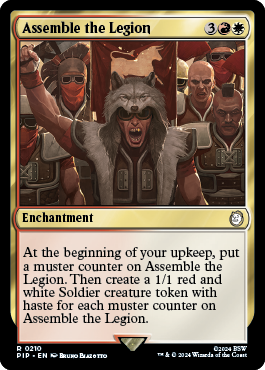 Assemble the Legion 3
Enchantment
At the beginning of your upkeep, put
a muster counter on Assemble the
Legion. Then create a 1/1 red and
white Soldier creature token with
haste for each muster counter on
Assemble the Legion.
R 0210 ©2024 BSW
PIP • EN Bruno Biazotto ™ & © 2024 Wizards of the Coast